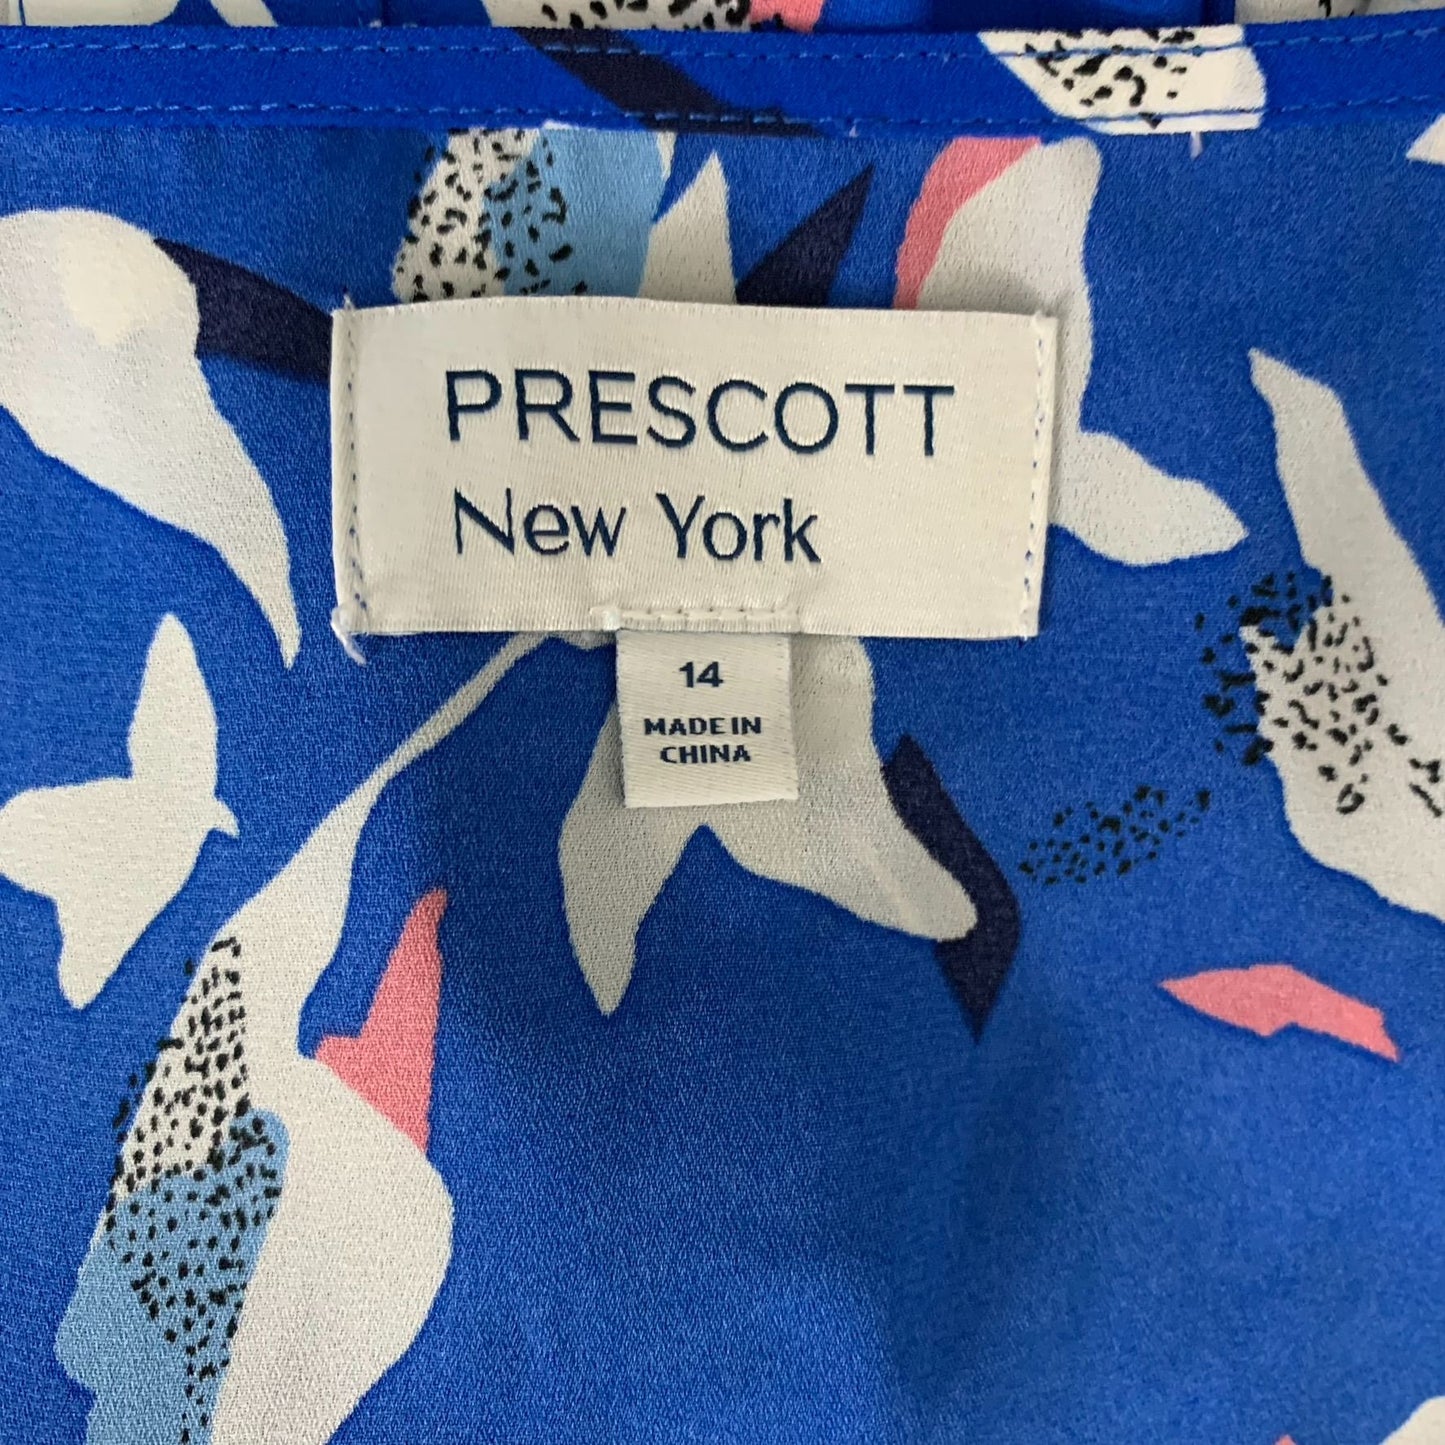 PRESCOTT
New York
14
MADE IN
CHINA